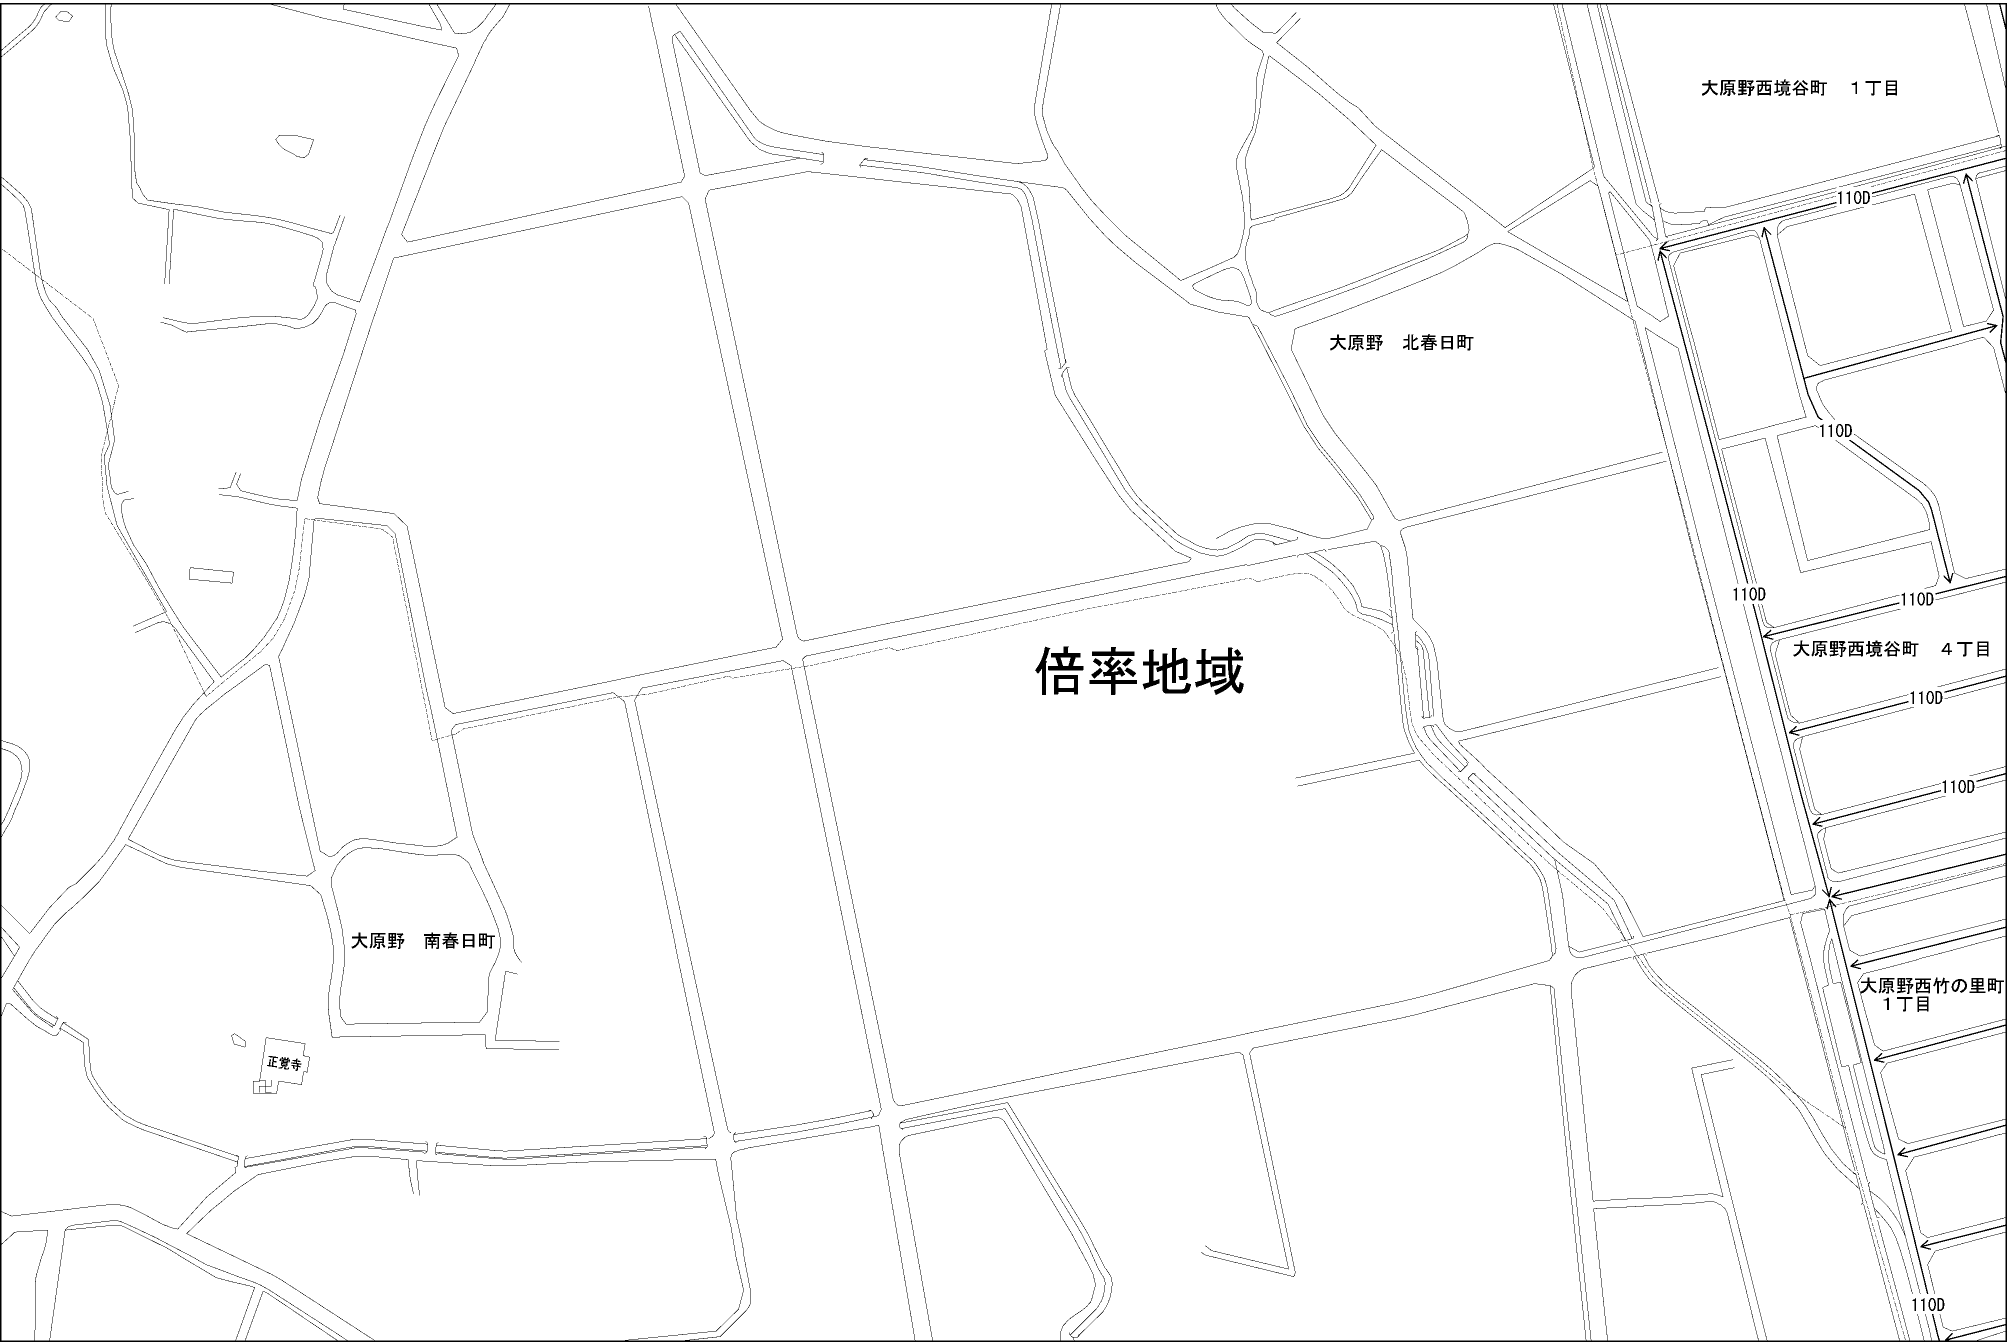 大原野西境谷町　１丁目
110D
大原野　北春日町
110D
110D
110D
大原野西境谷町　４丁目
倍率地域
110D
110D
大原野　南春日町
大原野西竹の里町
１丁目
正覚寺
110D